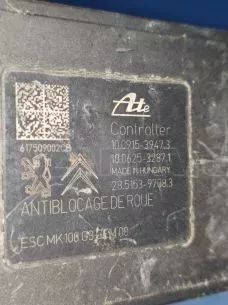 Ate
Controller
10.0915-3947.3
10.0625-3287.1
MADE IN HUNGARY
28.5153-9708.3
617509002CB
ANTIBLOCAGE DE ROUE
ESC MK100